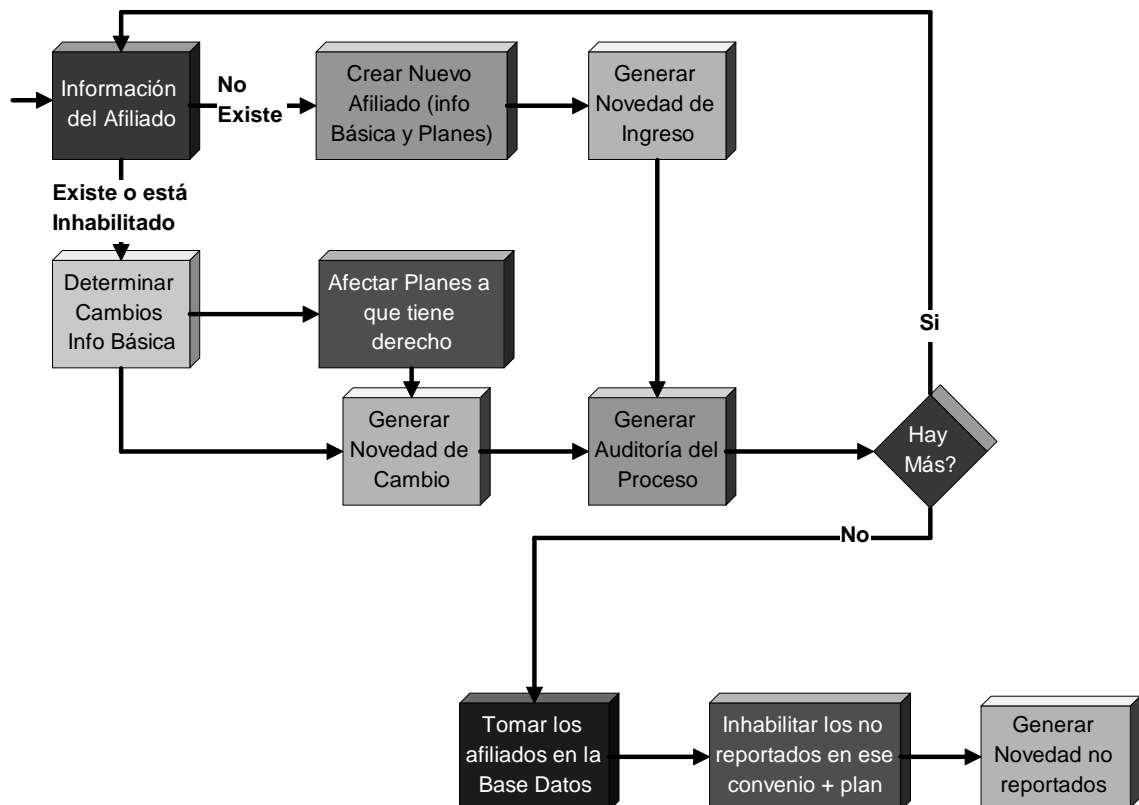 Información
del Afiliado
No
Existe
Crear Nuevo
Afiliado (info
Básica y Planes)
Generar
Novedad de
Ingreso
Existe o está
Inhabilitado
Determinar
Cambios
Info Básica
Afectar Planes a
que tiene
derecho
Si
Generar
Novedad de
Cambio
Generar
Auditoría del
Proceso
Hay
Más?
No
Tomar los
afiliados en la
Base Datos
Inhabilitar los no
reportados en ese
convenio + plan
Generar
Novedad no
reportados